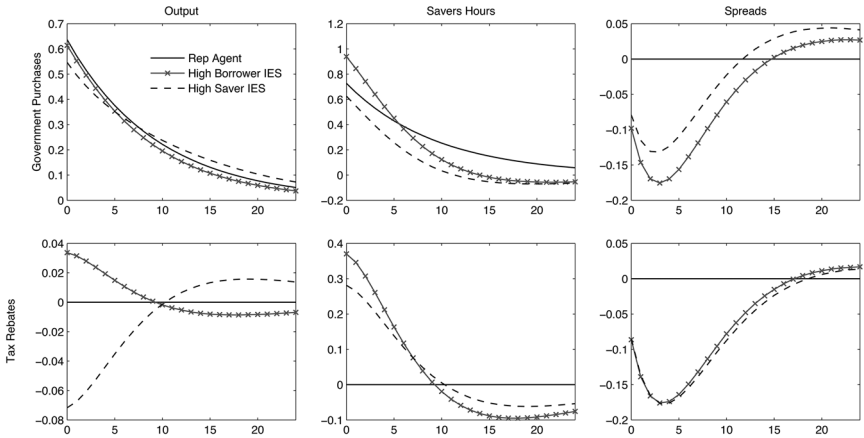 Output
Savers Hours
Spreads
Government Purchases
0.7
0.6
0.5
0.4
0.3
0.2
0.1
0
0 5 10 15 20
Rep Agent
High Borrower IES
High Saver IES
1.2
1
0.8
0.6
0.4
0.2
0
−0.2
0 5 10 15 20
0.05
0
−0.05
−0.1
−0.15
−0.2
0 5 10 15 20
Tax Rebates
0.04
0.02
0
−0.02
−0.04
−0.06
−0.08
0 5 10 15 20
0.4
0.3
0.2
0.1
0
−0.1
0 5 10 15 20
0.05
0
−0.05
−0.1
−0.15
−0.2
0 5 10 15 20